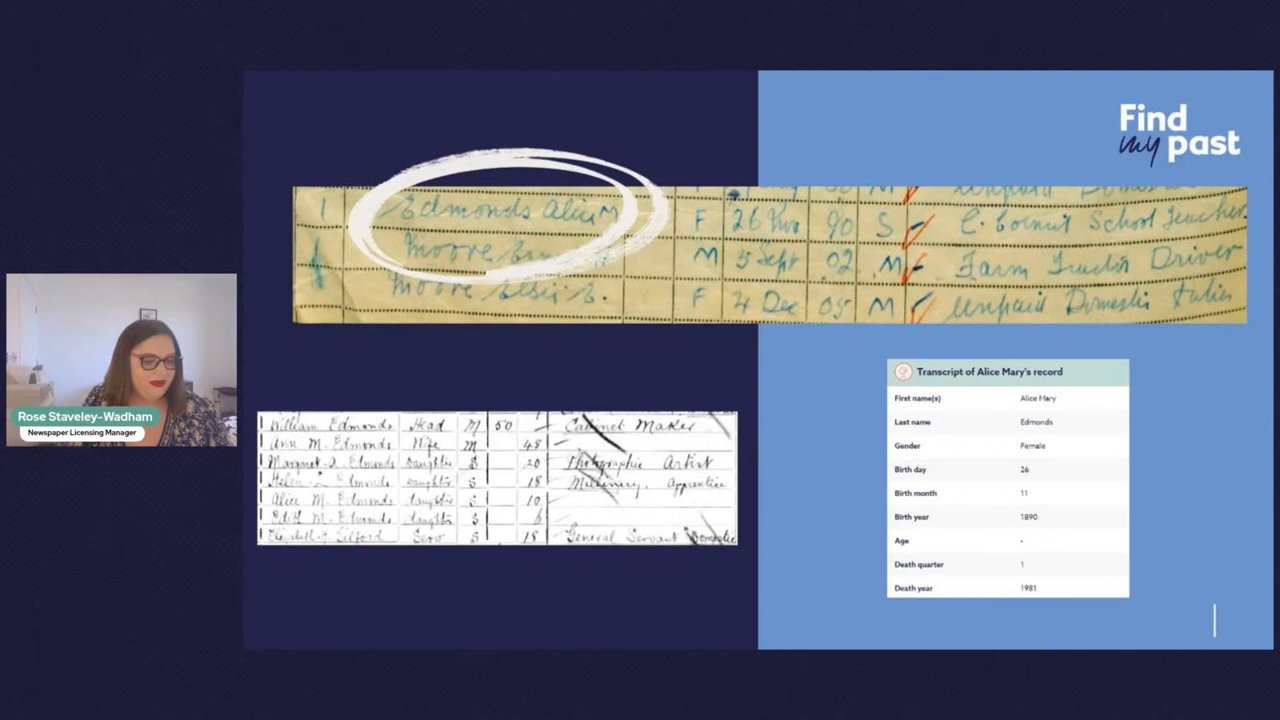 Find
my past
1 Edmonds Alice M F 26 Nov 90 S C. Council School Teacher
Moore M 5 Sept 02 M Farm Tractor Driver
Moore Elsie E. F 4 Dec 05 M Unpaid Domestic Duties
Rose Staveley-Wadham
Newspaper Licensing Manager
William Edmonds Head M 50 Cabinet Maker
Ann M. Edmonds Wife M 48
Margaret J. Edmonds Daughter S 20 Photographic Artist
Helen L Edmonds Daughter S 18 Millinery Apprentice
Alice M. Edmonds daughter S 10
Edith M. Edmonds daughter S 6
Elizabeth J. Lilford Serv S 18 General Servant Domestic
Transcript of Alice Mary's record
First name(s) Alice Mary
Last name Edmonds
Gender Female
Birth day 26
Birth month 11
Birth year 1890
Age -
Death quarter 1
Death year 1981